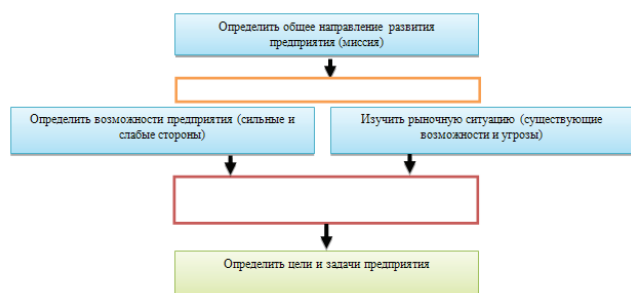 Определить общее направление развития
предприятия (миссия)
Определить возможности предприятия (сильные и
слабые стороны)
Изучить рыночную ситуацию (существующие
возможности и угрозы)
Определить цели и задачи предприятия